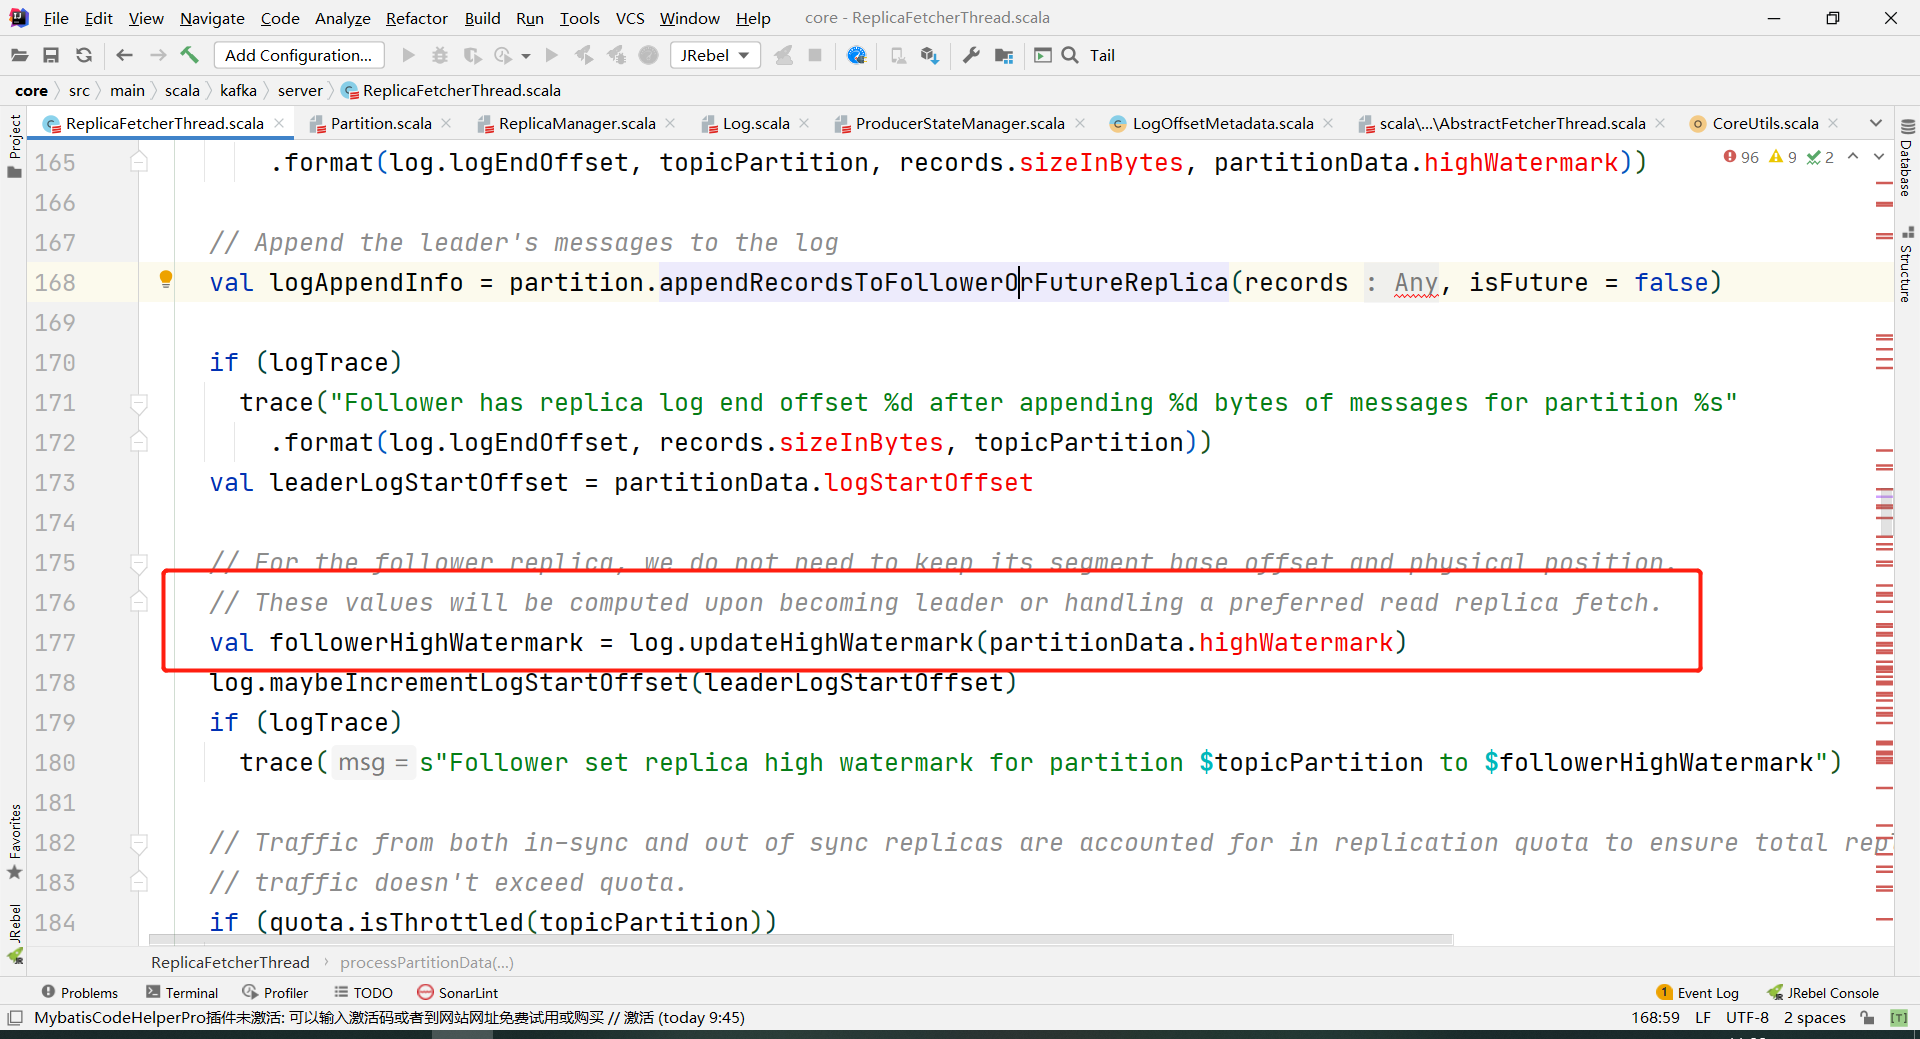 File Edit View Navigate Code Analyze Refactor Build Run Tools VCS Window Help core - ReplicaFetcherThread.scala
Add Configuration... JRebel Tail
core src main scala kafka server ReplicaFetcherThread.scala
ReplicaFetcherThread.scala Partition.scala ReplicaManager.scala Log.scala ProducerStateManager.scala LogOffsetMetadata.scala scala\...\AbstractFetcherThread.scala CoreUtils.scala
Project
Database
Structure
Favorites
JRebel
96 9 2
165 .format(log.logEndOffset, topicPartition, records.sizeInBytes, partitionData.highWatermark))
166
167 // Append the leader's messages to the log
168 val logAppendInfo = partition.appendRecordsToFollowerOrFutureReplica(records : Any, isFuture = false)
169
170 if (logTrace)
171 trace("Follower has replica log end offset %d after appending %d bytes of messages for partition %s"
172 .format(log.logEndOffset, records.sizeInBytes, topicPartition))
173 val leaderLogStartOffset = partitionData.logStartOffset
174
175 // For the follower replica, we do not need to keep its segment base offset and physical position.
176 // These values will be computed upon becoming leader or handling a preferred read replica fetch.
177 val followerHighWatermark = log.updateHighWatermark(partitionData.highWatermark)
178 log.maybeIncrementLogStartOffset(leaderLogStartOffset)
179 if (logTrace)
180 trace( msg = s"Follower set replica high watermark for partition $topicPartition to $followerHighWatermark")
181
182 // Traffic from both in-sync and out of sync replicas are accounted for in replication quota to ensure total rep
183 // traffic doesn't exceed quota.
184 if (quota.isThrottled(topicPartition))
ReplicaFetcherThread processPartitionData(...)
Problems Terminal Profiler TODO SonarLint 1 Event Log JRebel Console
MybatisCodeHelperPro插件未激活: 可以输入激活码或者到网站网址免费试用或购买 // 激活 (today 9:45) 168:59 LF UTF-8 2 spaces [T]